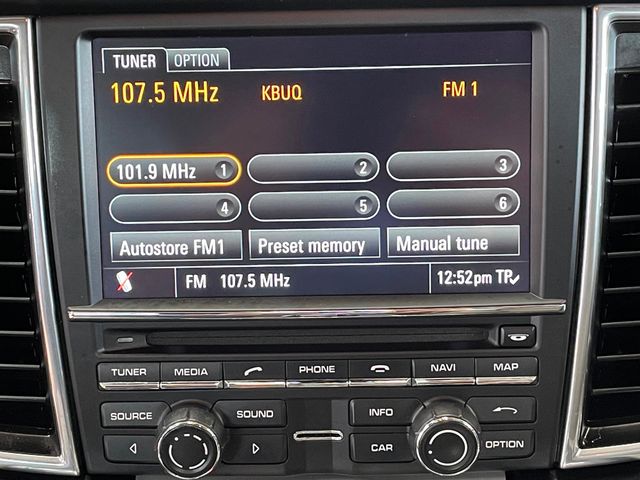 TUNER OPTION
107.5 MHz KBUQ FM 1
101.9 MHz 1 2 3
4 5 6
Autostore FM1 Preset memory Manual tune
FM 107.5 MHz 12:52pm TP
TUNER MEDIA PHONE NAVI MAP
SOURCE SOUND INFO
CAR OPTION